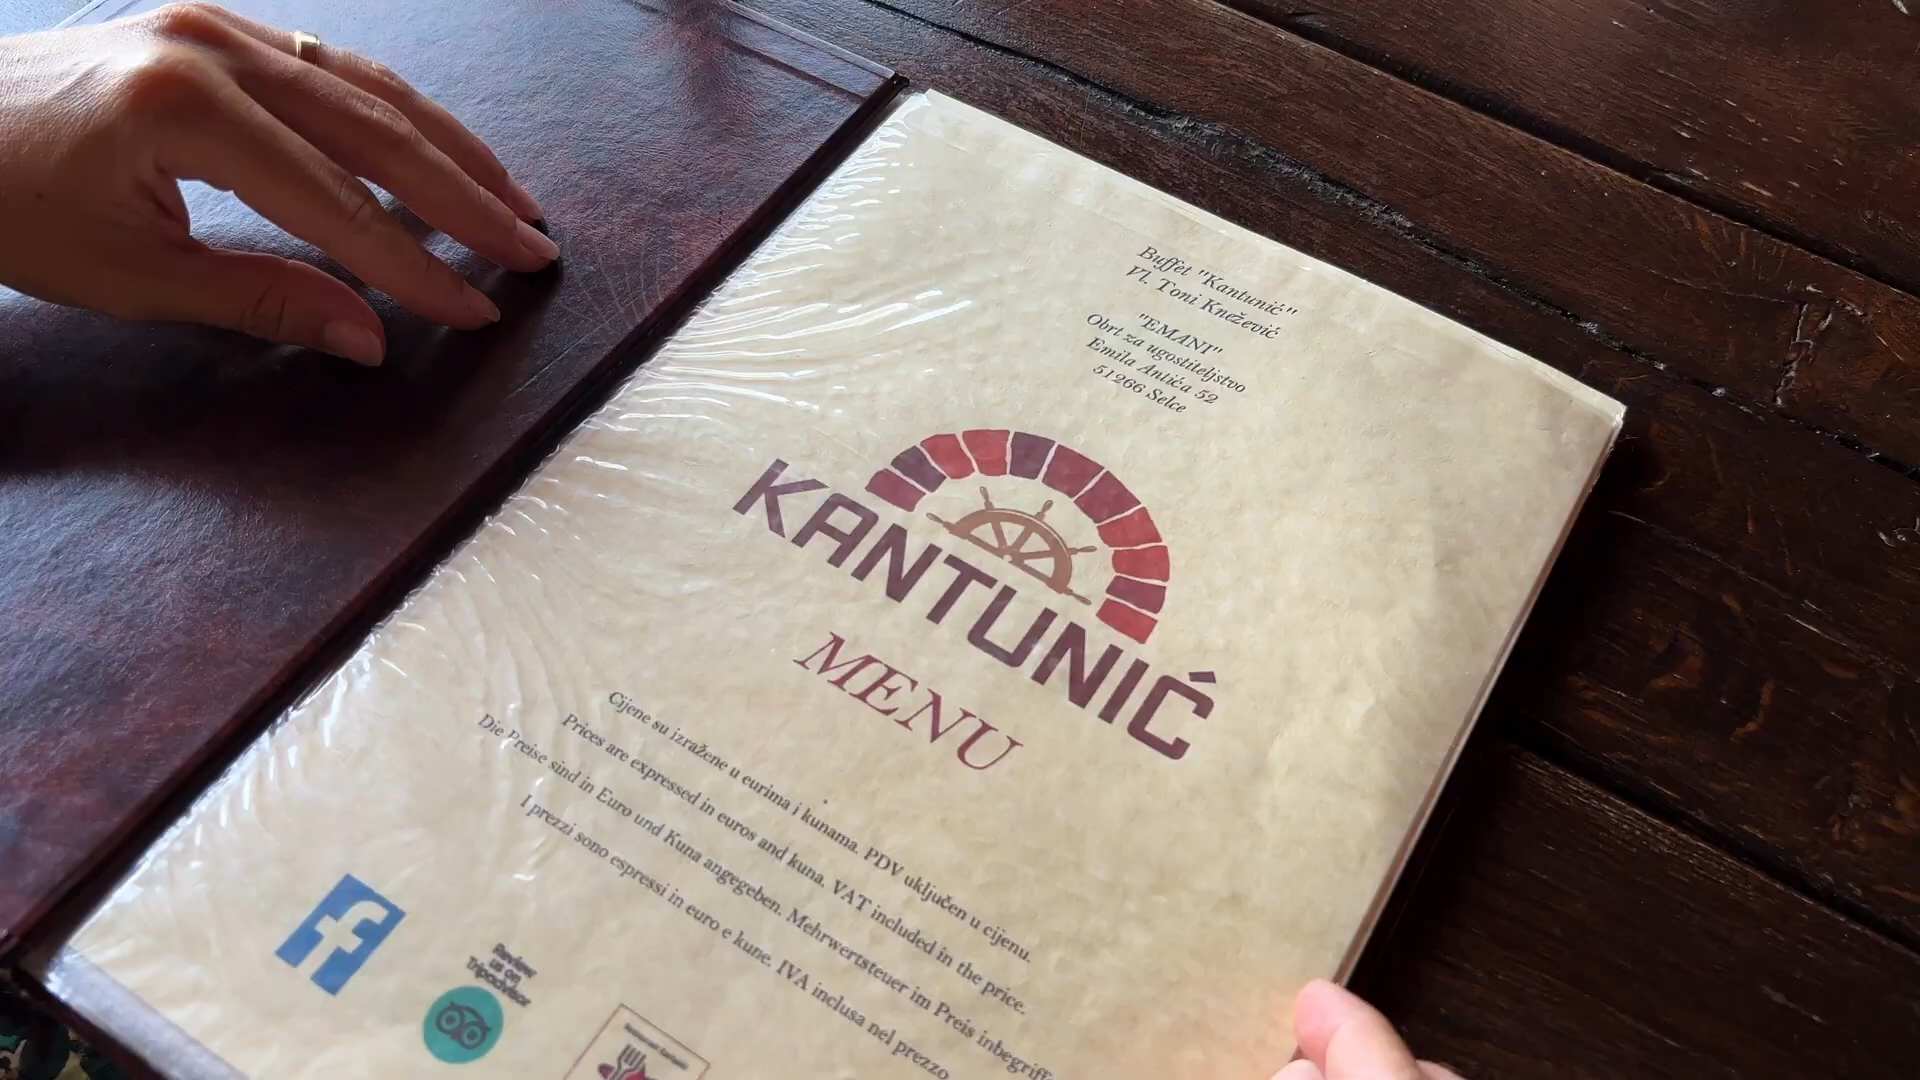 Buffet "Kantunić"
Vl. Toni Knežević
"EMANI"
Obrt za ugostiteljstvo
Emila Antića 52
51266 Selce
KANTUNIĆ
MENU
Cijene su izražene u eurima i kunama. PDV uključen u cijenu.
Prices are expressed in euros and kuna. VAT included in the price.
Die Preise sind in Euro und Kuna angegeben. Mehrwertsteuer im Preis inbegriff
I prezzi sono espressi in euro e kune. IVA inclusa nel prezzo
f
Review
us on
Tripadvisor